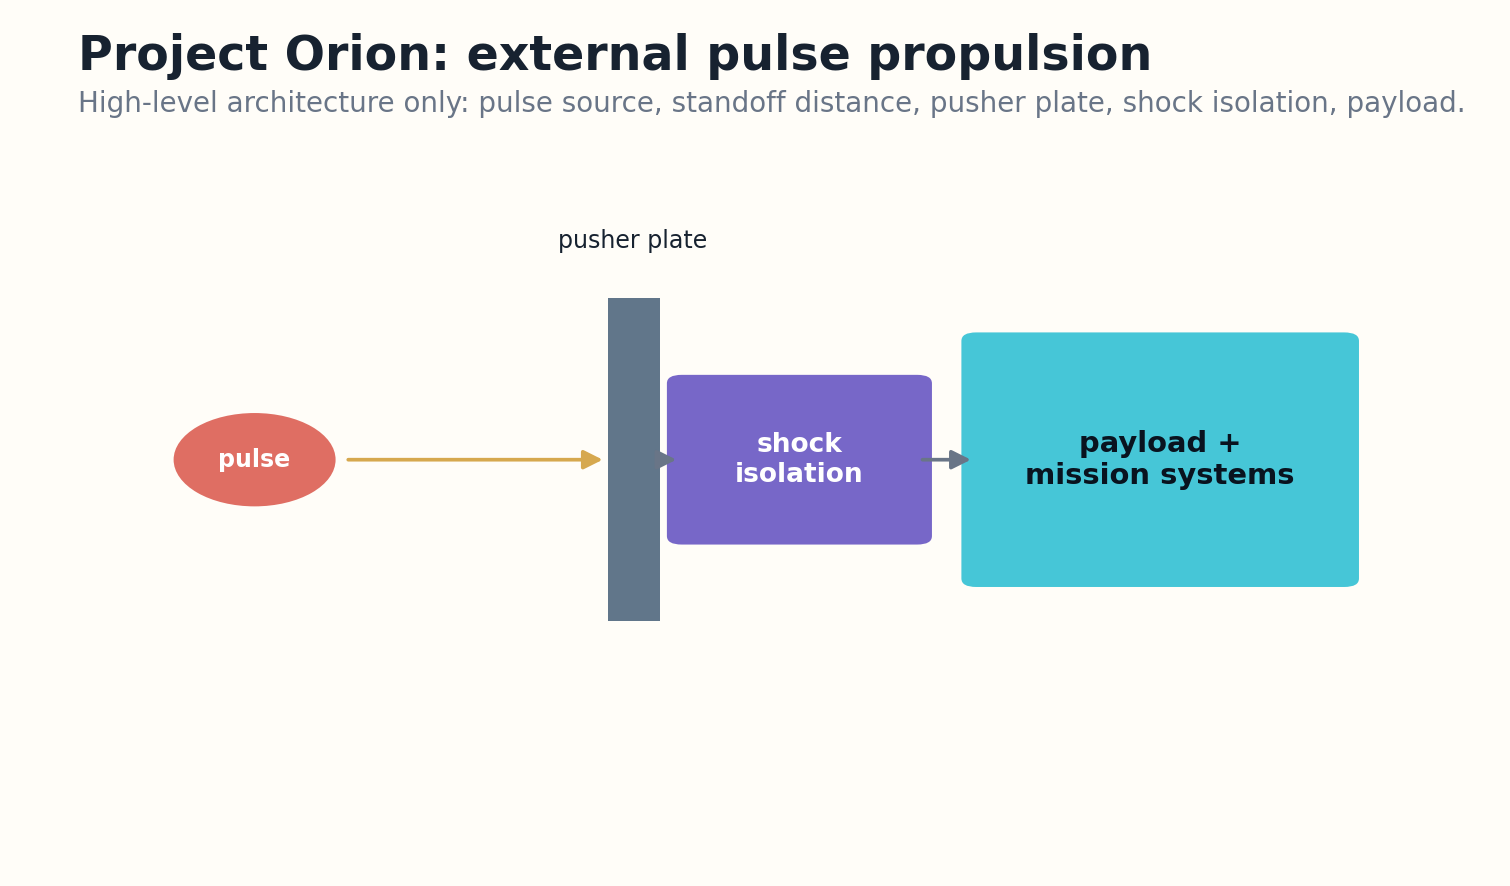 Project Orion: external pulse propulsion
High-level architecture only: pulse source, standoff distance, pusher plate, shock isolation, payload.
pusher plate
pulse
shock
isolation
payload +
mission systems